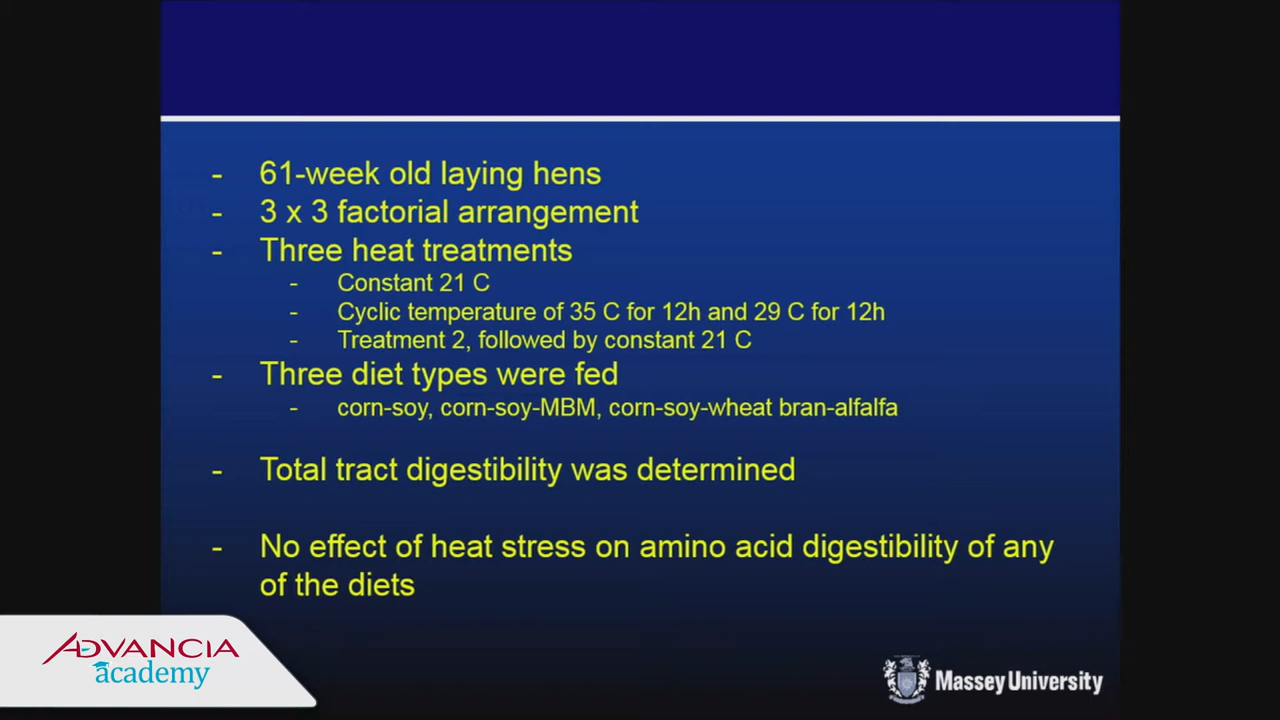 - 61-week old laying hens
- 3 x 3 factorial arrangement
- Three heat treatments
- Constant 21 C
- Cyclic temperature of 35 C for 12h and 29 C for 12h
- Treatment 2, followed by constant 21 C
- Three diet types were fed
- corn-soy, corn-soy-MBM, corn-soy-wheat bran-alfalfa
- Total tract digestibility was determined
- No effect of heat stress on amino acid digestibility of any
of the diets
ADVANCIA
academy
Massey University